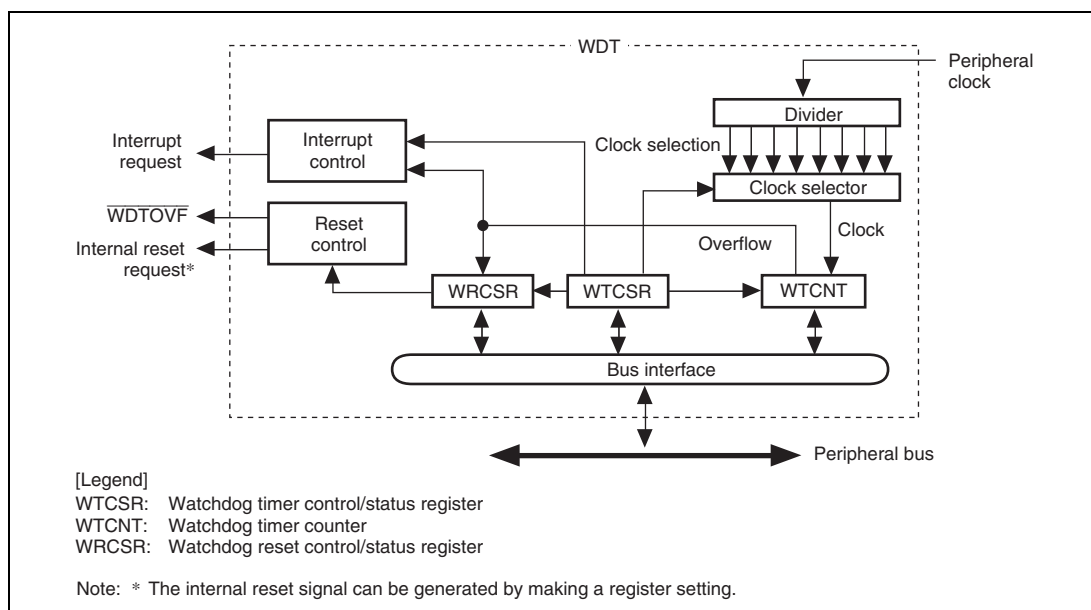 WDT
Peripheral
clock
Divider
Clock selection
Clock selector
Interrupt
request
Interrupt
control
WDTOVF
Internal reset
request*
Reset
control
Overflow
Clock
WRCSR
WTCSR
WTCNT
Bus interface
Peripheral bus
[Legend]
WTCSR: Watchdog timer control/status register
WTCNT: Watchdog timer counter
WRCSR: Watchdog reset control/status register
Note: * The internal reset signal can be generated by making a register setting.